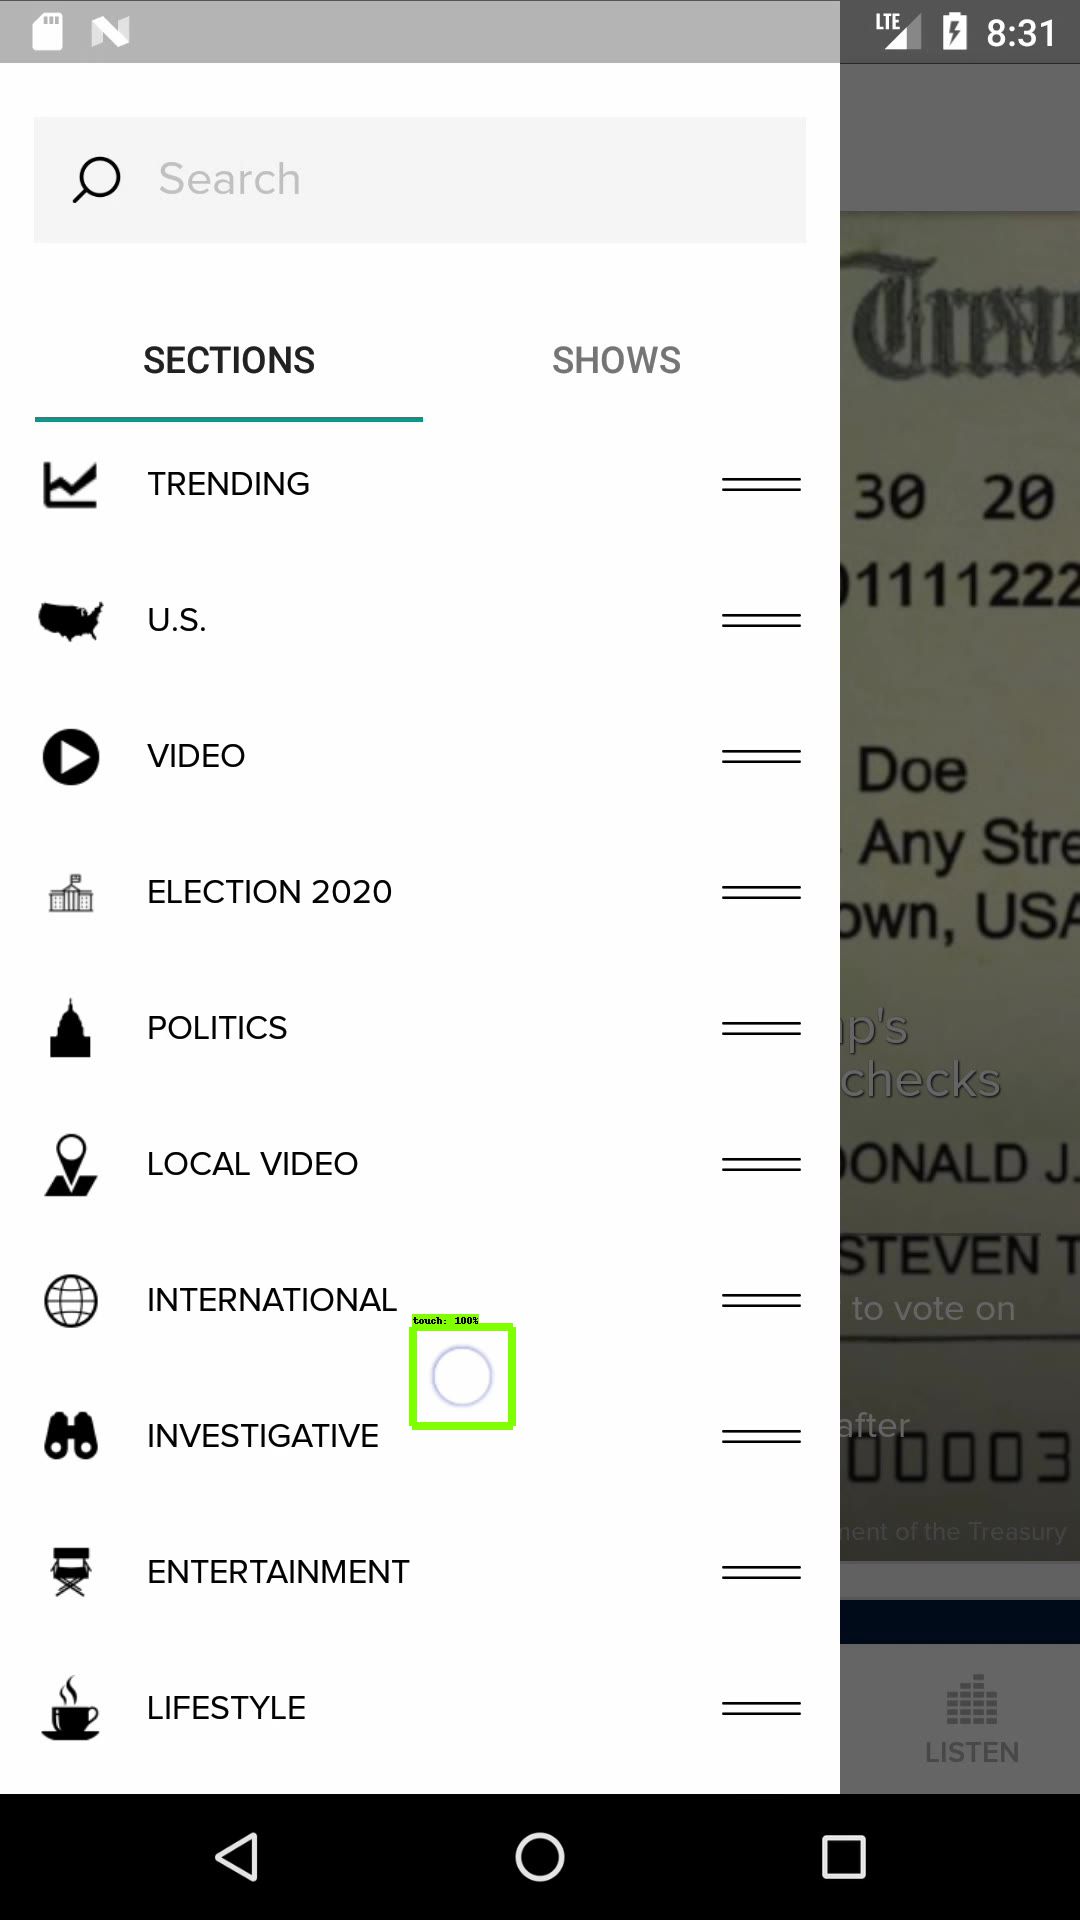 LTE 8:31
Search
SECTIONS SHOWS
TRENDING
U.S.
VIDEO
ELECTION 2020
POLITICS
LOCAL VIDEO
INTERNATIONAL
touch: 100%
INVESTIGATIVE
ENTERTAINMENT
LIFESTYLE
Treas
30 20
01111222
Doe
Any Stre
own, USA
p's
checks
DONALD J.
STEVEN T
to vote on
after
00003
ment of the Treasury
LISTEN